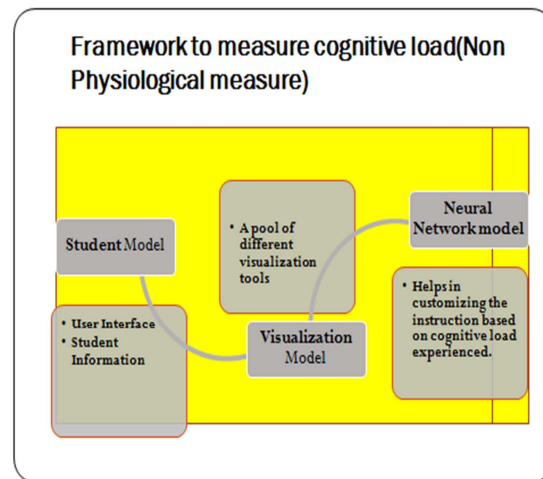 Framework to measure cognitive load(Non
Physiological measure)
Student Model
• User Interface
• Student
Information
• A pool of
different
visualization
tools
Visualization
Model
Neural
Network model
• Helps in
customizing the
instruction based
on cognitive load
experienced.